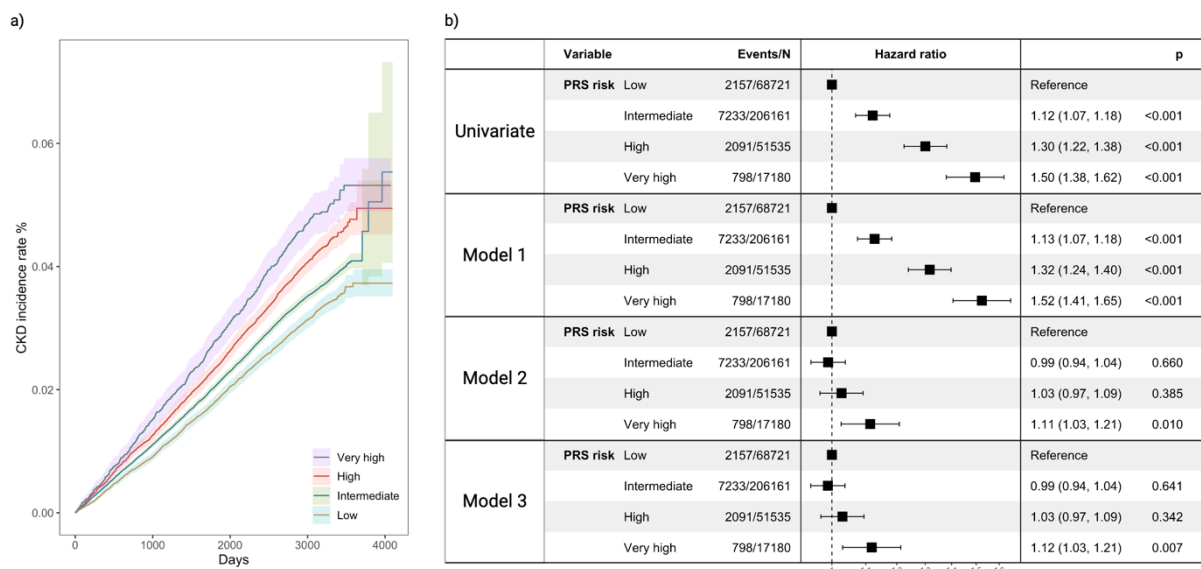 a)
CKD incidence rate %
0.06
0.04
0.02
0.00
Very high
High
Intermediate
Low
0 1000 2000 3000 4000
Days
b)
Variable Events/N Hazard ratio p
Univariate
PRS risk Low 2157/68721 Reference
Intermediate 7233/206161 1.12 (1.07, 1.18) <0.001
High 2091/51535 1.30 (1.22, 1.38) <0.001
Very high 798/17180 1.50 (1.38, 1.62) <0.001
Model 1
PRS risk Low 2157/68721 Reference
Intermediate 7233/206161 1.13 (1.07, 1.18) <0.001
High 2091/51535 1.32 (1.24, 1.40) <0.001
Very high 798/17180 1.52 (1.41, 1.65) <0.001
Model 2
PRS risk Low 2157/68721 Reference
Intermediate 7233/206161 0.99 (0.94, 1.04) 0.660
High 2091/51535 1.03 (0.97, 1.09) 0.385
Very high 798/17180 1.11 (1.03, 1.21) 0.010
Model 3
PRS risk Low 2157/68721 Reference
Intermediate 7233/206161 0.99 (0.94, 1.04) 0.641
High 2091/51535 1.03 (0.97, 1.09) 0.342
Very high 798/17180 1.12 (1.03, 1.21) 0.007